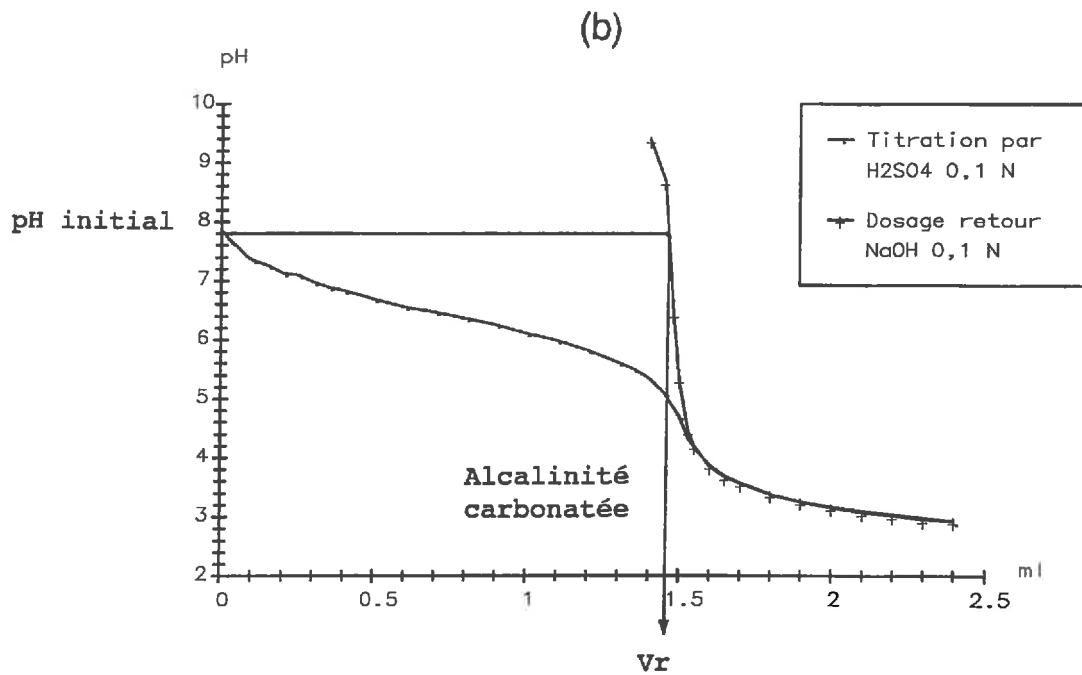 (b)
pH
10
9
8
7
6
5
4
3
2
pH initial
Titration par
H2SO4 0,1 N
Dosage retour
NaOH 0,1 N
Alcalinité
carbonatée
0
0.5
1
1.5
2
2.5
ml
Vr